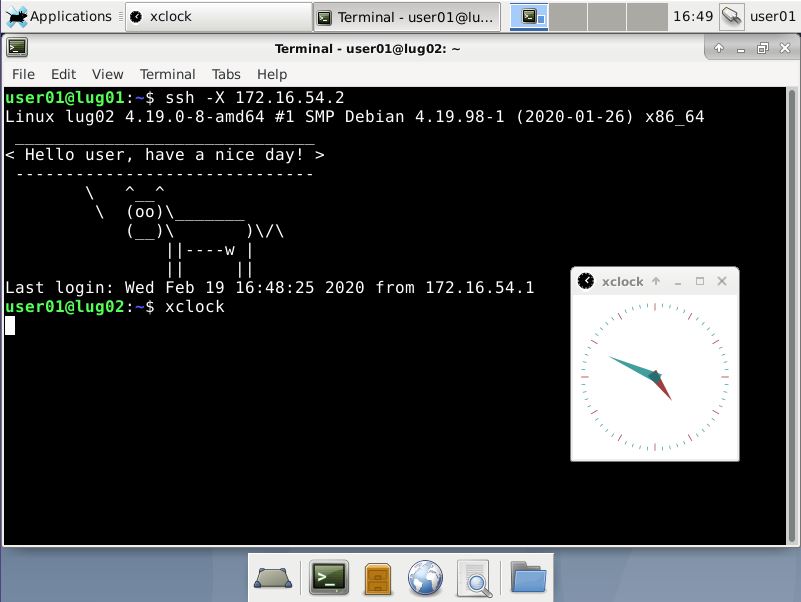 Applications xclock Terminal - user01@lu... 16:49 user01
Terminal - user01@lug02: ~
File Edit View Terminal Tabs Help
user01@lug01:~$ ssh -X 172.16.54.2
Linux lug02 4.19.0-8-amd64 #1 SMP Debian 4.19.98-1 (2020-01-26) x86_64
 ______________________________
< Hello user, have a nice day! >
 ------------------------------
        \   ^__^
         \  (oo)\_______
            (__)\       )\/\
                ||----w |
                ||     ||
Last login: Wed Feb 19 16:48:25 2020 from 172.16.54.1
user01@lug02:~$ xclock
xclock